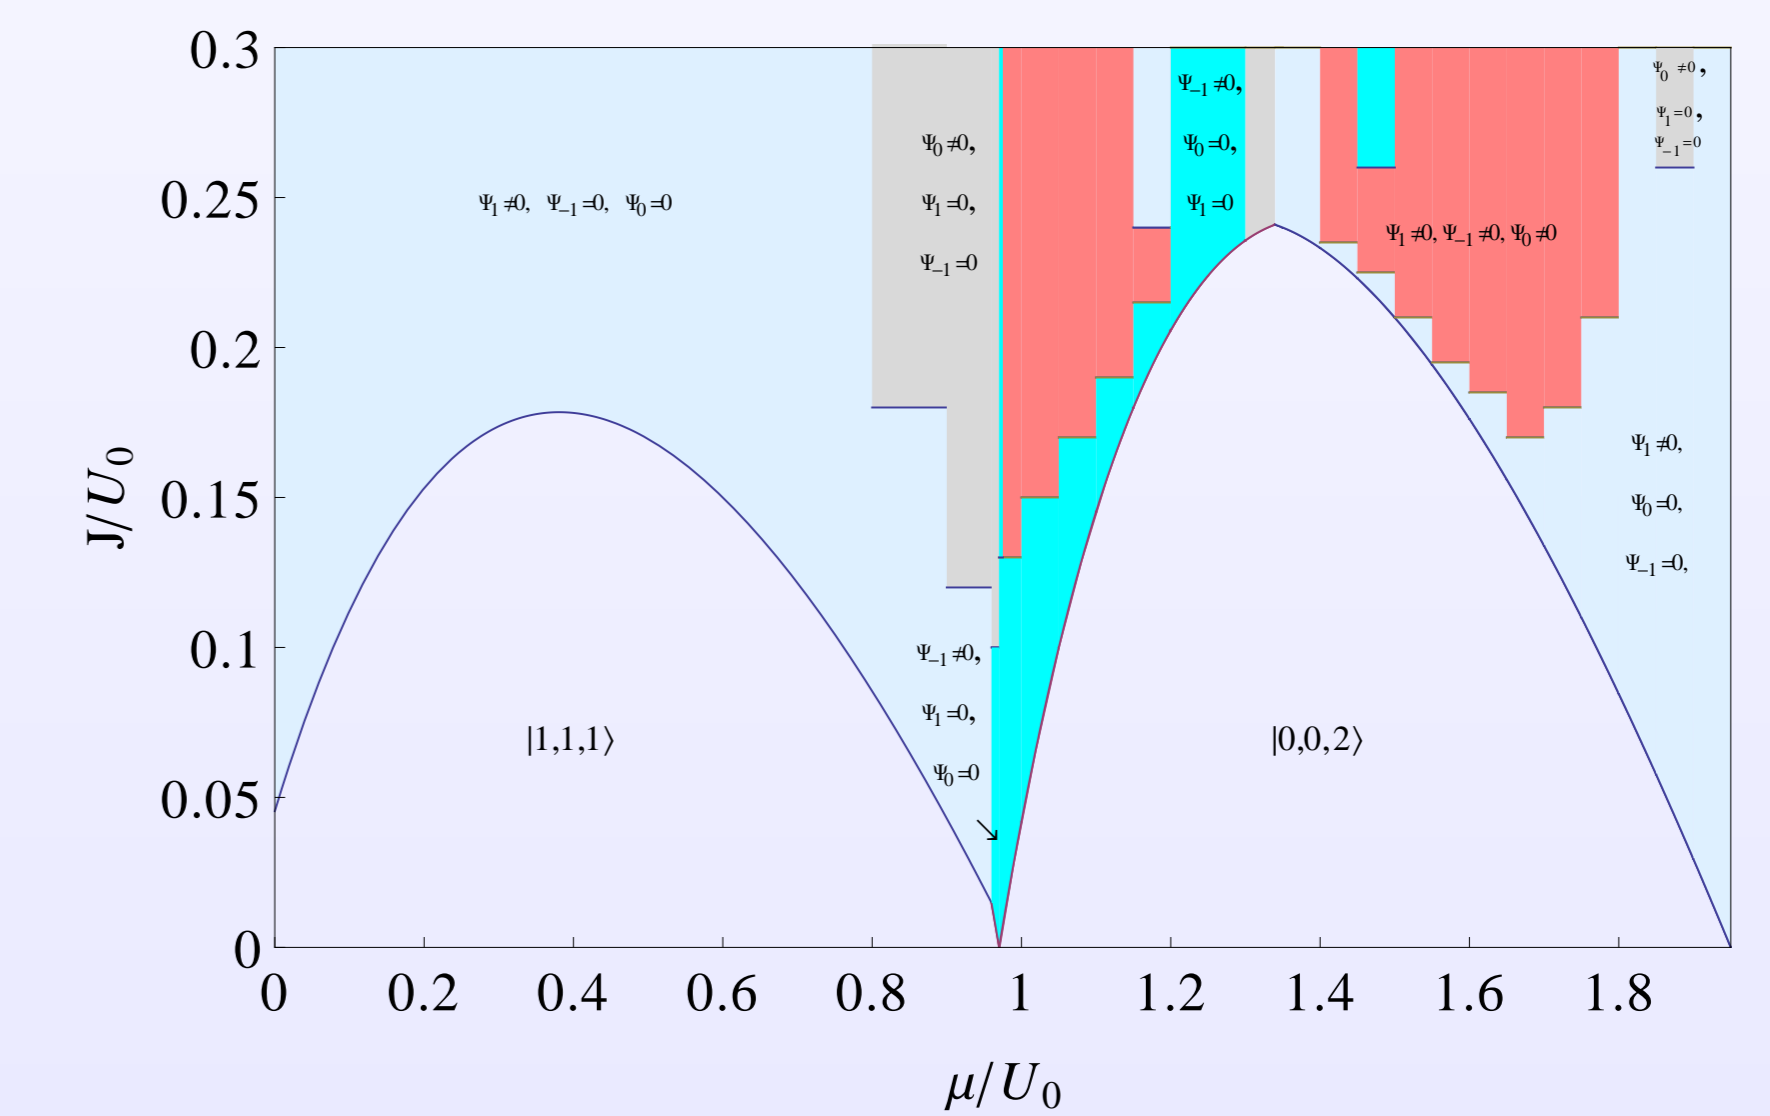 0.3
0.25
0.2
0.15
0.1
0.05
0
J/U₀
0 0.2 0.4 0.6 0.8 1 1.2 1.4 1.6 1.8
μ/U₀
Ψ₁≠0, Ψ₋₁=0, Ψ₀=0
Ψ₀≠0,
Ψ₁=0,
Ψ₋₁=0
Ψ₋₁≠0,
Ψ₁=0,
Ψ₀=0
|1,1,1⟩
Ψ₋₁≠0,
Ψ₀=0,
Ψ₁=0
Ψ₁≠0, Ψ₋₁≠0, Ψ₀≠0
Ψ₀≠0,
Ψ₁=0,
Ψ₋₁=0
Ψ₁≠0,
Ψ₀=0,
Ψ₋₁=0,
|0,0,2⟩